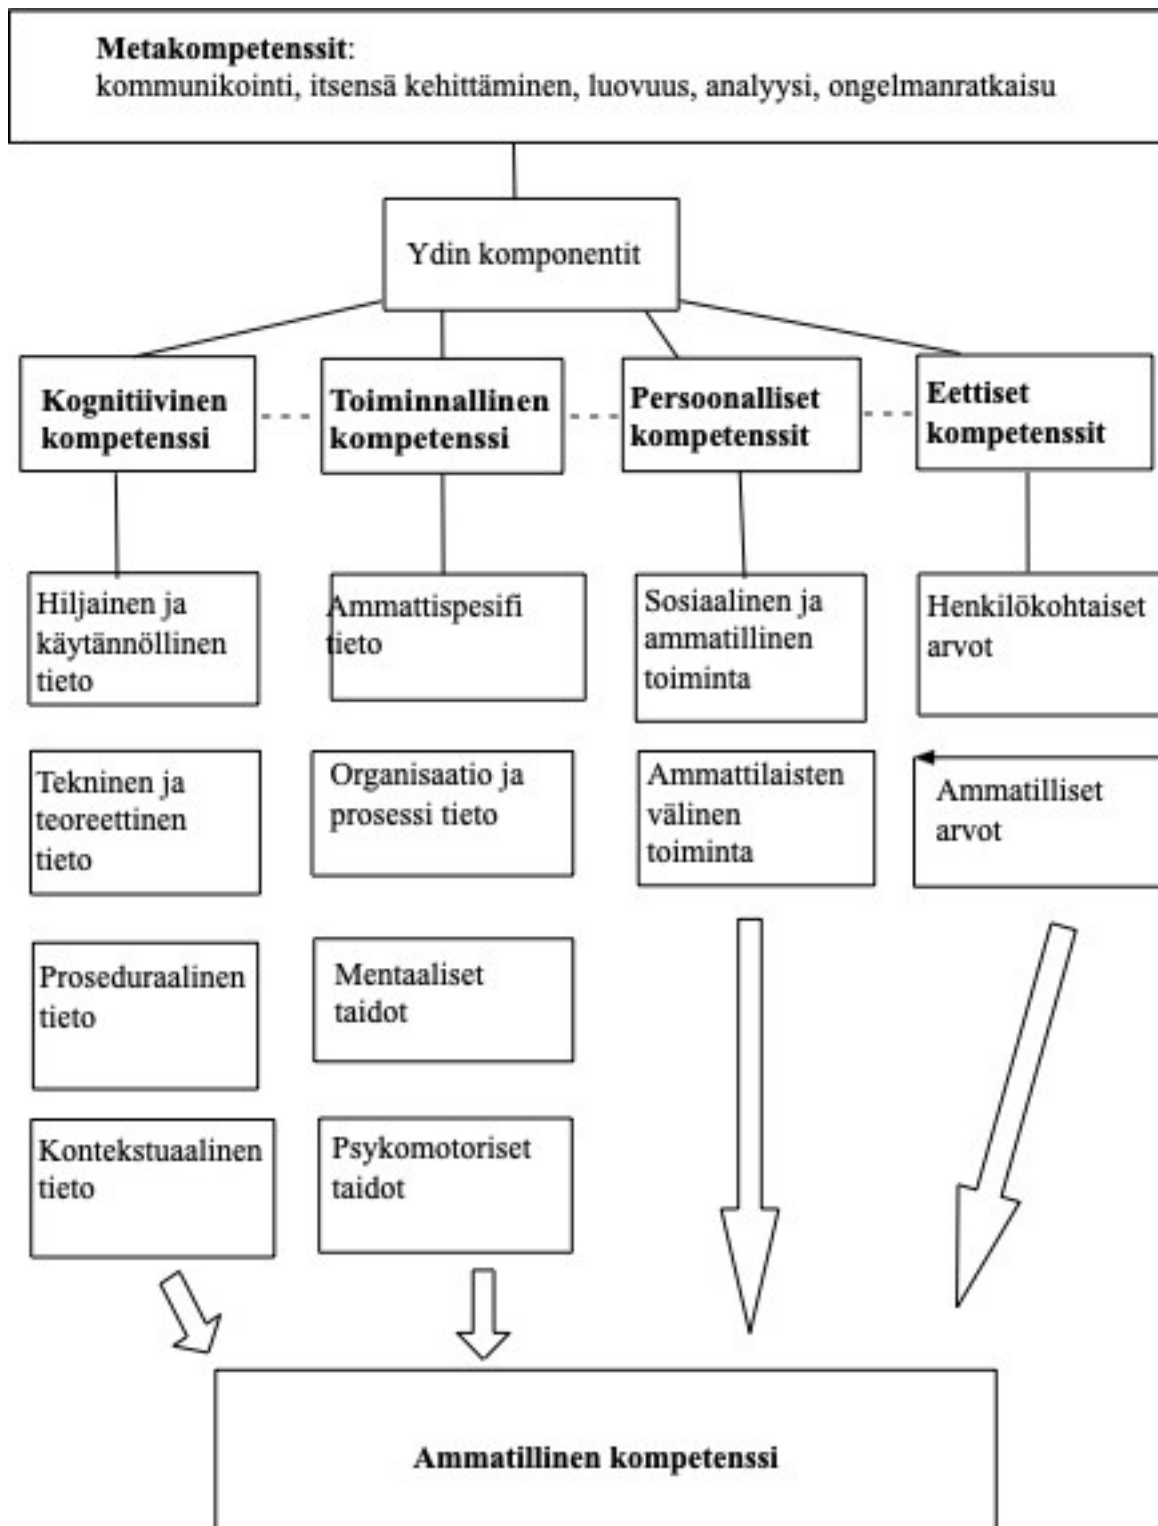 Metakompetenssit:
kommunikointi, itsensä kehittäminen, luovuus, analyysi, ongelmanratkaisu
Ydin komponentit
Kognitiivinen
kompetenssi
Toiminnallinen
kompetenssi
Persoonalliset
kompetenssit
Eettiset
kompetenssit
Hiljainen ja
käytännöllinen
tieto
Ammattispesifi
tieto
Sosiaalinen ja
ammatillinen
toiminta
Henkilökohtaiset
arvot
Tekninen ja
teoreettinen
tieto
Organisaatio ja
prosessi tieto
Ammattilaisten
välinen
toiminta
Ammatilliset
arvot
Proseduraalinen
tieto
Mentaaliset
taidot
Kontekstuaalinen
tieto
Psykomotoriset
taidot
Ammatillinen kompetenssi